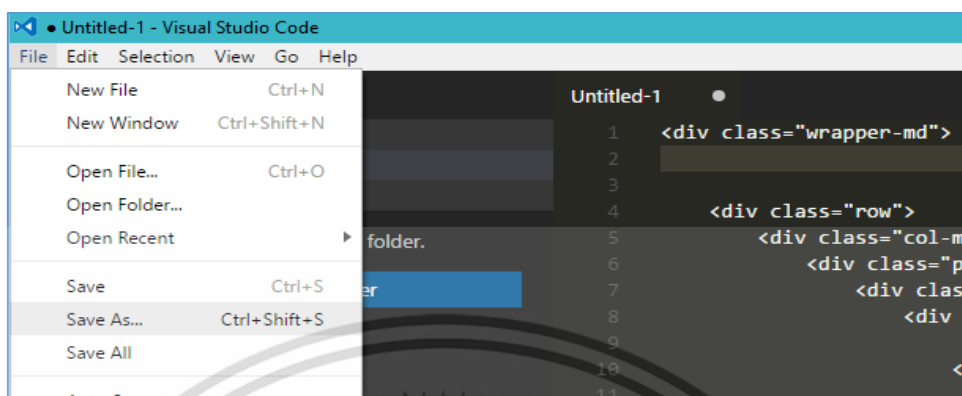 ● Untitled-1 - Visual Studio Code
File Edit Selection View Go Help
New File Ctrl+N
New Window Ctrl+Shift+N
Open File... Ctrl+O
Open Folder...
Open Recent
Save Ctrl+S
Save As... Ctrl+Shift+S
Save All
folder.
er
Untitled-1 ●
1 <div class="wrapper-md">
2
3
4 <div class="row">
5 <div class="col-m
6 <div class="p
7 <div clas
8 <div
9
10 <
11